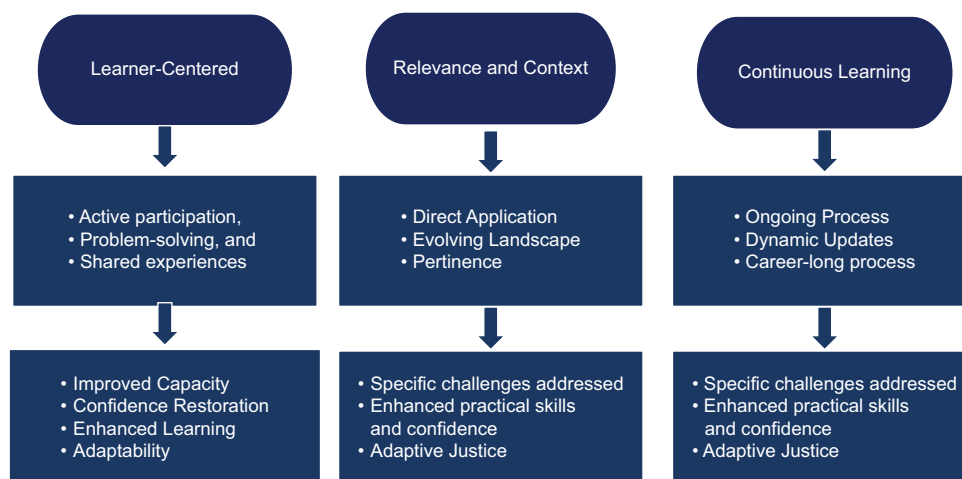 Learner-Centered
• Active participation,
• Problem-solving, and
• Shared experiences
• Improved Capacity
• Confidence Restoration
• Enhanced Learning
• Adaptability
Relevance and Context
• Direct Application
• Evolving Landscape
• Pertinence
• Specific challenges addressed
• Enhanced practical skills
and confidence
• Adaptive Justice
Continuous Learning
• Ongoing Process
• Dynamic Updates
• Career-long process
• Specific challenges addressed
• Enhanced practical skills
and confidence
• Adaptive Justice